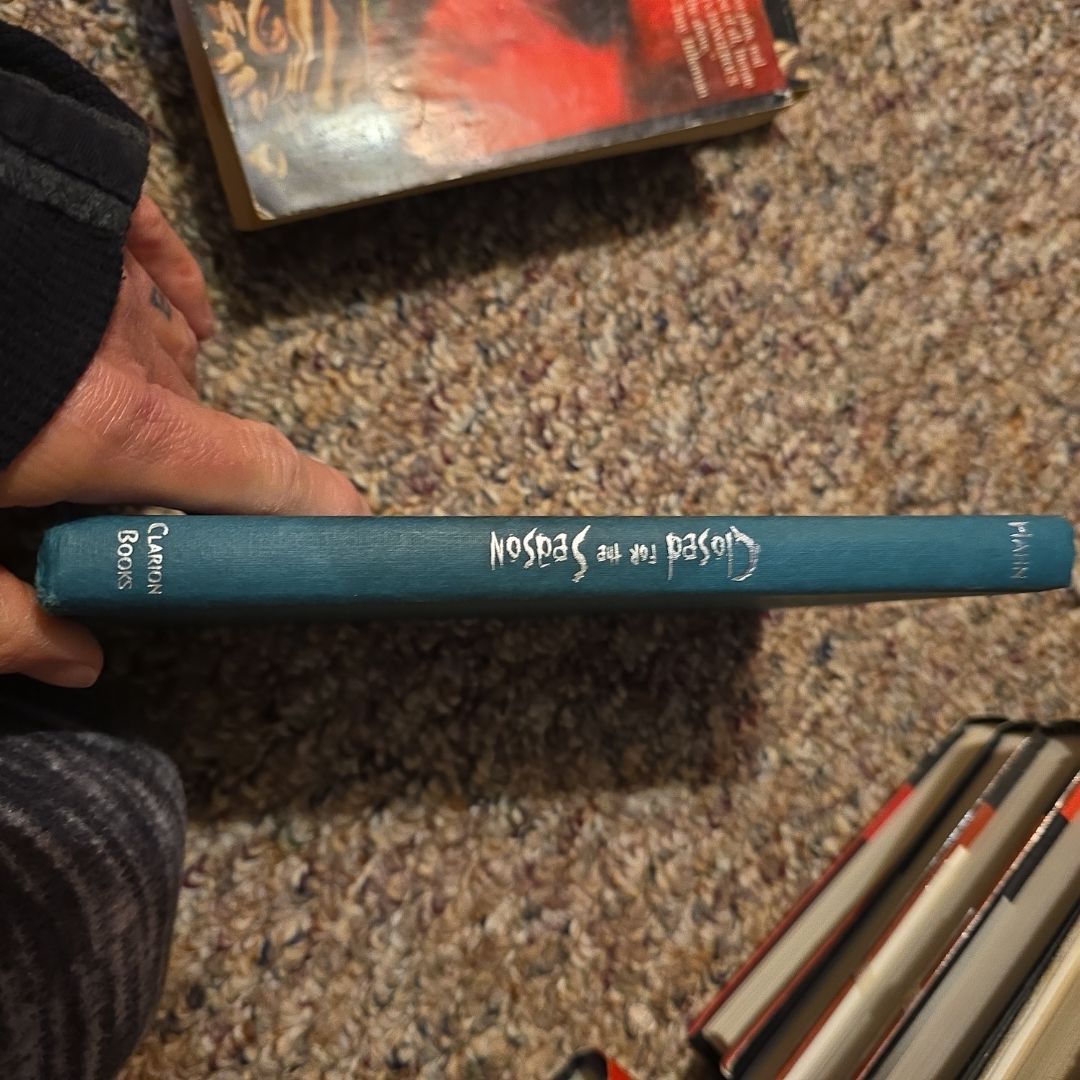 HAHN
Closed FOR the SeaSON
CLARION
BOOKS